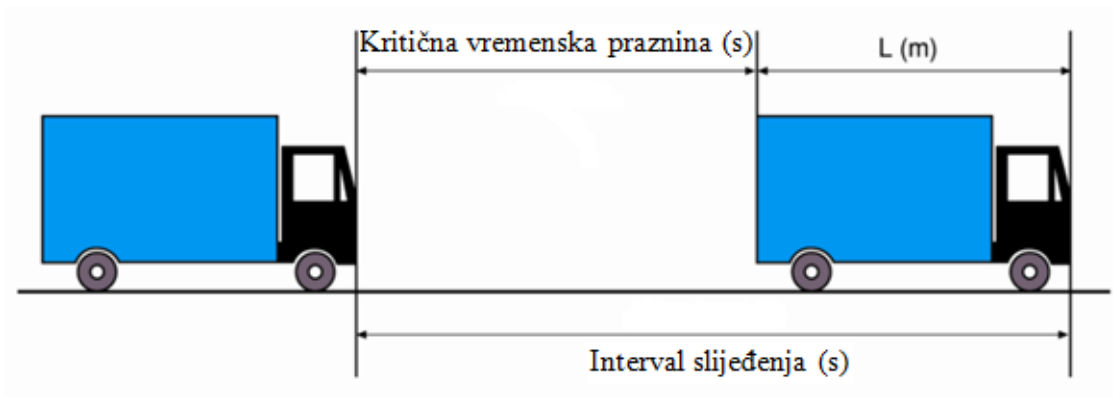 Kritična vremenska praznina (s)
L (m)
Interval slijeđenja (s)